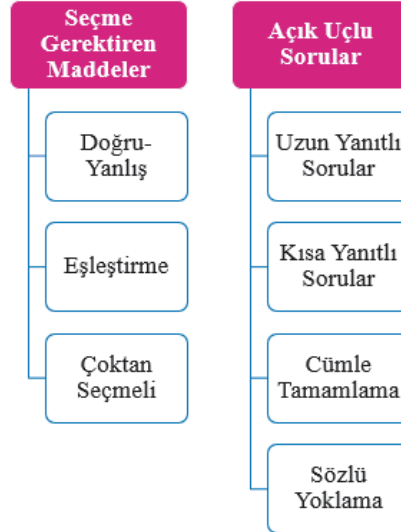 Seçme
Gerektiren
Maddeler
Doğru-
Yanlış
Eşleştirme
Çoktan
Seçmeli
Açık Uçlu
Sorular
Uzun Yanıtlı
Sorular
Kısa Yanıtlı
Sorular
Cümle
Tamamlama
Sözlü
Yoklama